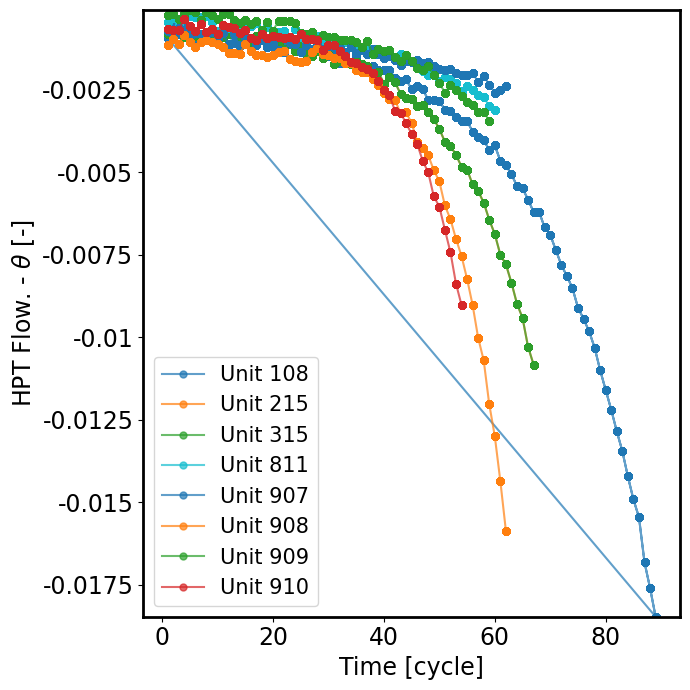 -0.0025
-0.005
-0.0075
-0.01
-0.0125
-0.015
-0.0175
HPT Flow. - θ [-]
Unit 108
Unit 215
Unit 315
Unit 811
Unit 907
Unit 908
Unit 909
Unit 910
0 20 40 60 80
Time [cycle]